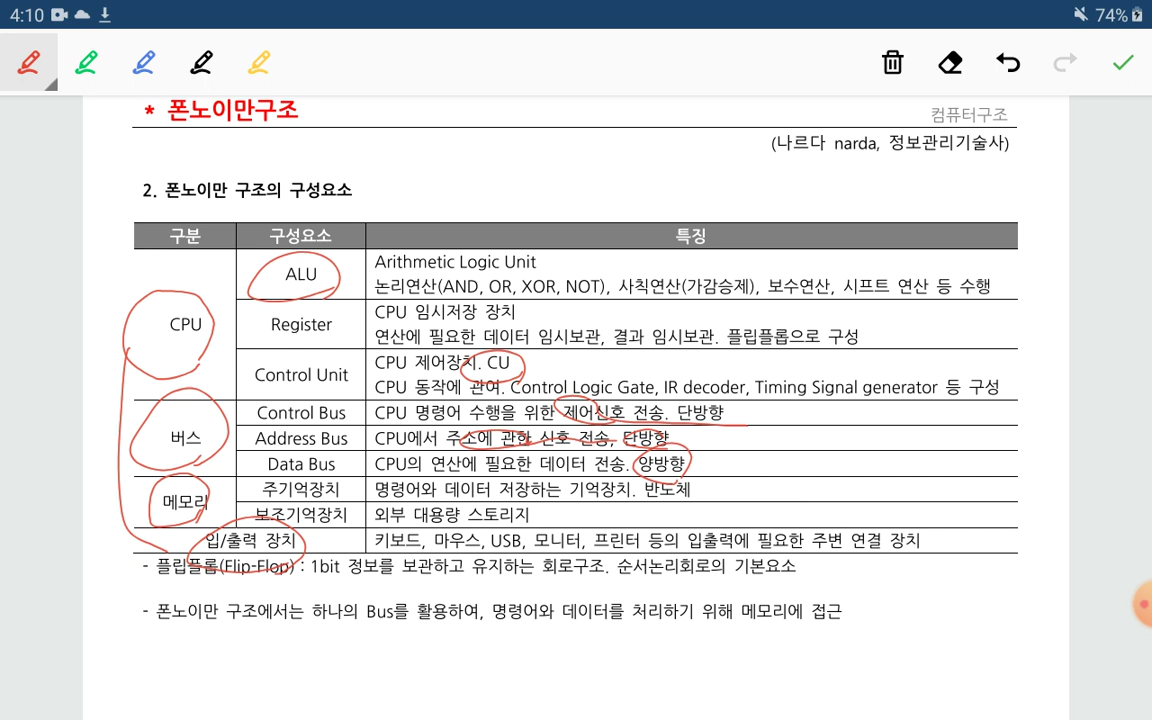 4:10
74%
* 폰노이만구조
컴퓨터구조
(나르다 narda, 정보관리기술사)
2. 폰노이만 구조의 구성요소
구분 구성요소 특징
CPU
ALU
Arithmetic Logic Unit
논리연산(AND, OR, XOR, NOT), 사칙연산(가감승제), 보수연산, 시프트 연산 등 수행
Register
CPU 임시저장 장치
연산에 필요한 데이터 임시보관, 결과 임시보관. 플립플롭으로 구성
Control Unit
CPU 제어장치. CU
CPU 동작에 관여. Control Logic Gate, IR decoder, Timing Signal generator 등 구성
버스
Control Bus CPU 명령어 수행을 위한 제어신호 전송. 단방향
Address Bus CPU에서 주소에 관한 신호 전송, 단방향
Data Bus CPU의 연산에 필요한 데이터 전송. 양방향
메모리
주기억장치 명령어와 데이터 저장하는 기억장치. 반도체
보조기억장치 외부 대용량 스토리지
입/출력 장치 키보드, 마우스, USB, 모니터, 프린터 등의 입출력에 필요한 주변 연결 장치
- 플립플롭(Flip-Flop) : 1bit 정보를 보관하고 유지하는 회로구조. 순서논리회로의 기본요소
- 폰노이만 구조에서는 하나의 Bus를 활용하여, 명령어와 데이터를 처리하기 위해 메모리에 접근